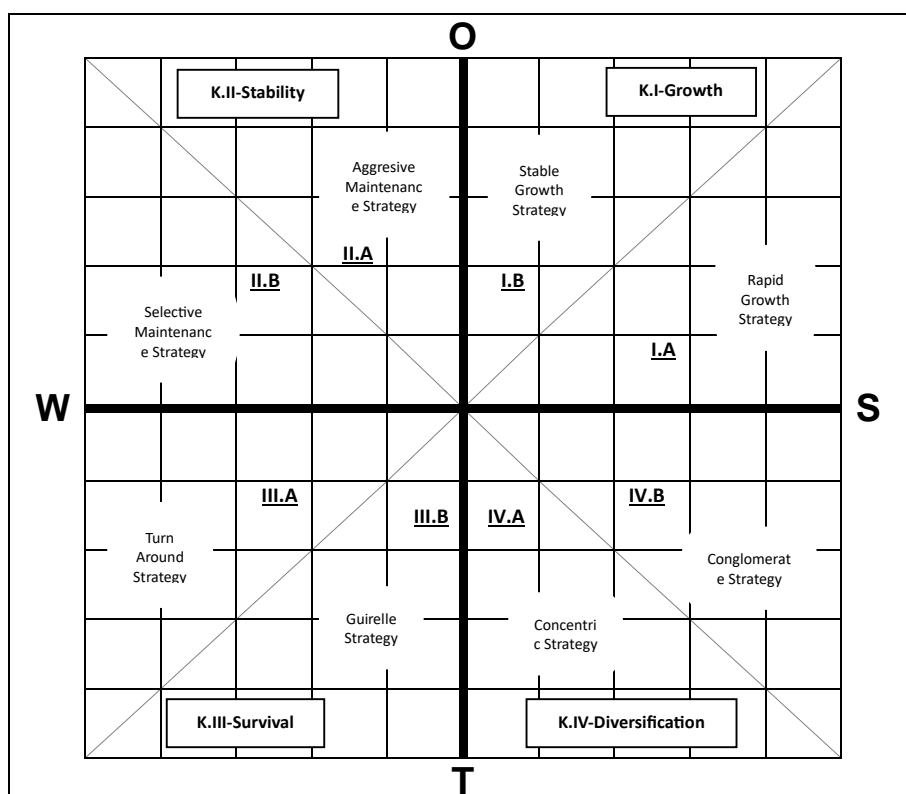 O
K.II-Stability
K.I-Growth
Aggresive
Maintenanc
e Strategy
Stable
Growth
Strategy
II.A
II.B
I.B
Rapid
Growth
Strategy
Selective
Maintenanc
e Strategy
I.A
W
S
III.A
IV.B
III.B
IV.A
Turn
Around
Strategy
Conglomerat
e Strategy
Guirelle
Strategy
Concentri
c Strategy
K.III-Survival
K.IV-Diversification
T